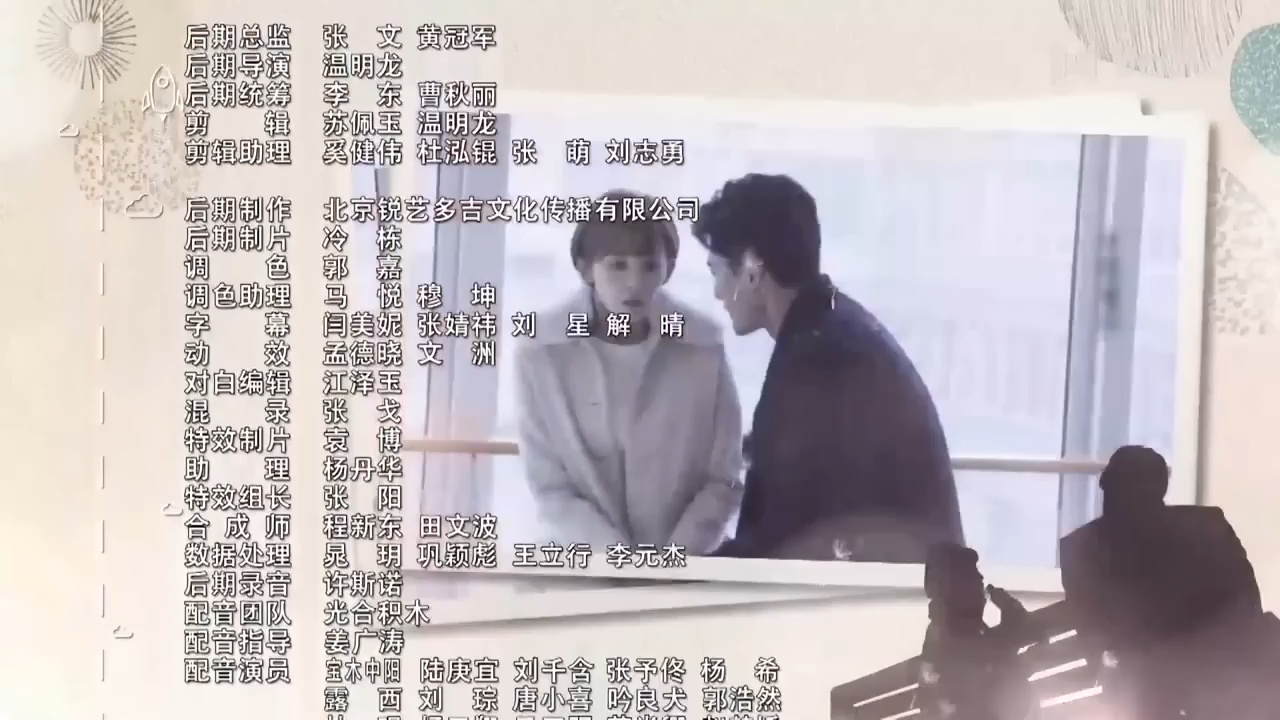 后期总监 张 文 黄冠军
后期导演 温明龙
后期统筹 李 东 曹秋丽
剪 辑 苏佩玉 温明龙
剪辑助理 奚健伟 杜泓锟 张 萌 刘志勇
后期制作 北京锐艺多吉文化传播有限公司
后期制片 冷 栋
调 色 郭 嘉
调色助理 马 悦 穆 坤
字 幕 闫美妮 张婧祎 刘 星 解 晴
动 效 孟德晓 文 洲
对白编辑 江泽玉
混 录 张 戈
特效制片 袁 博
助 理 杨丹华
特效组长 张 阳
合 成 师 程新东 田文波
数据处理 晁 玥 巩颖彪 王立行 李元杰
后期录音 许斯诺
配音团队 光合积木
配音指导 姜广涛
配音演员 宝木中阳 陆庚宜 刘千含 张予佟 杨 希
露 西 刘 琮 唐小喜 吟良犬 郭浩然